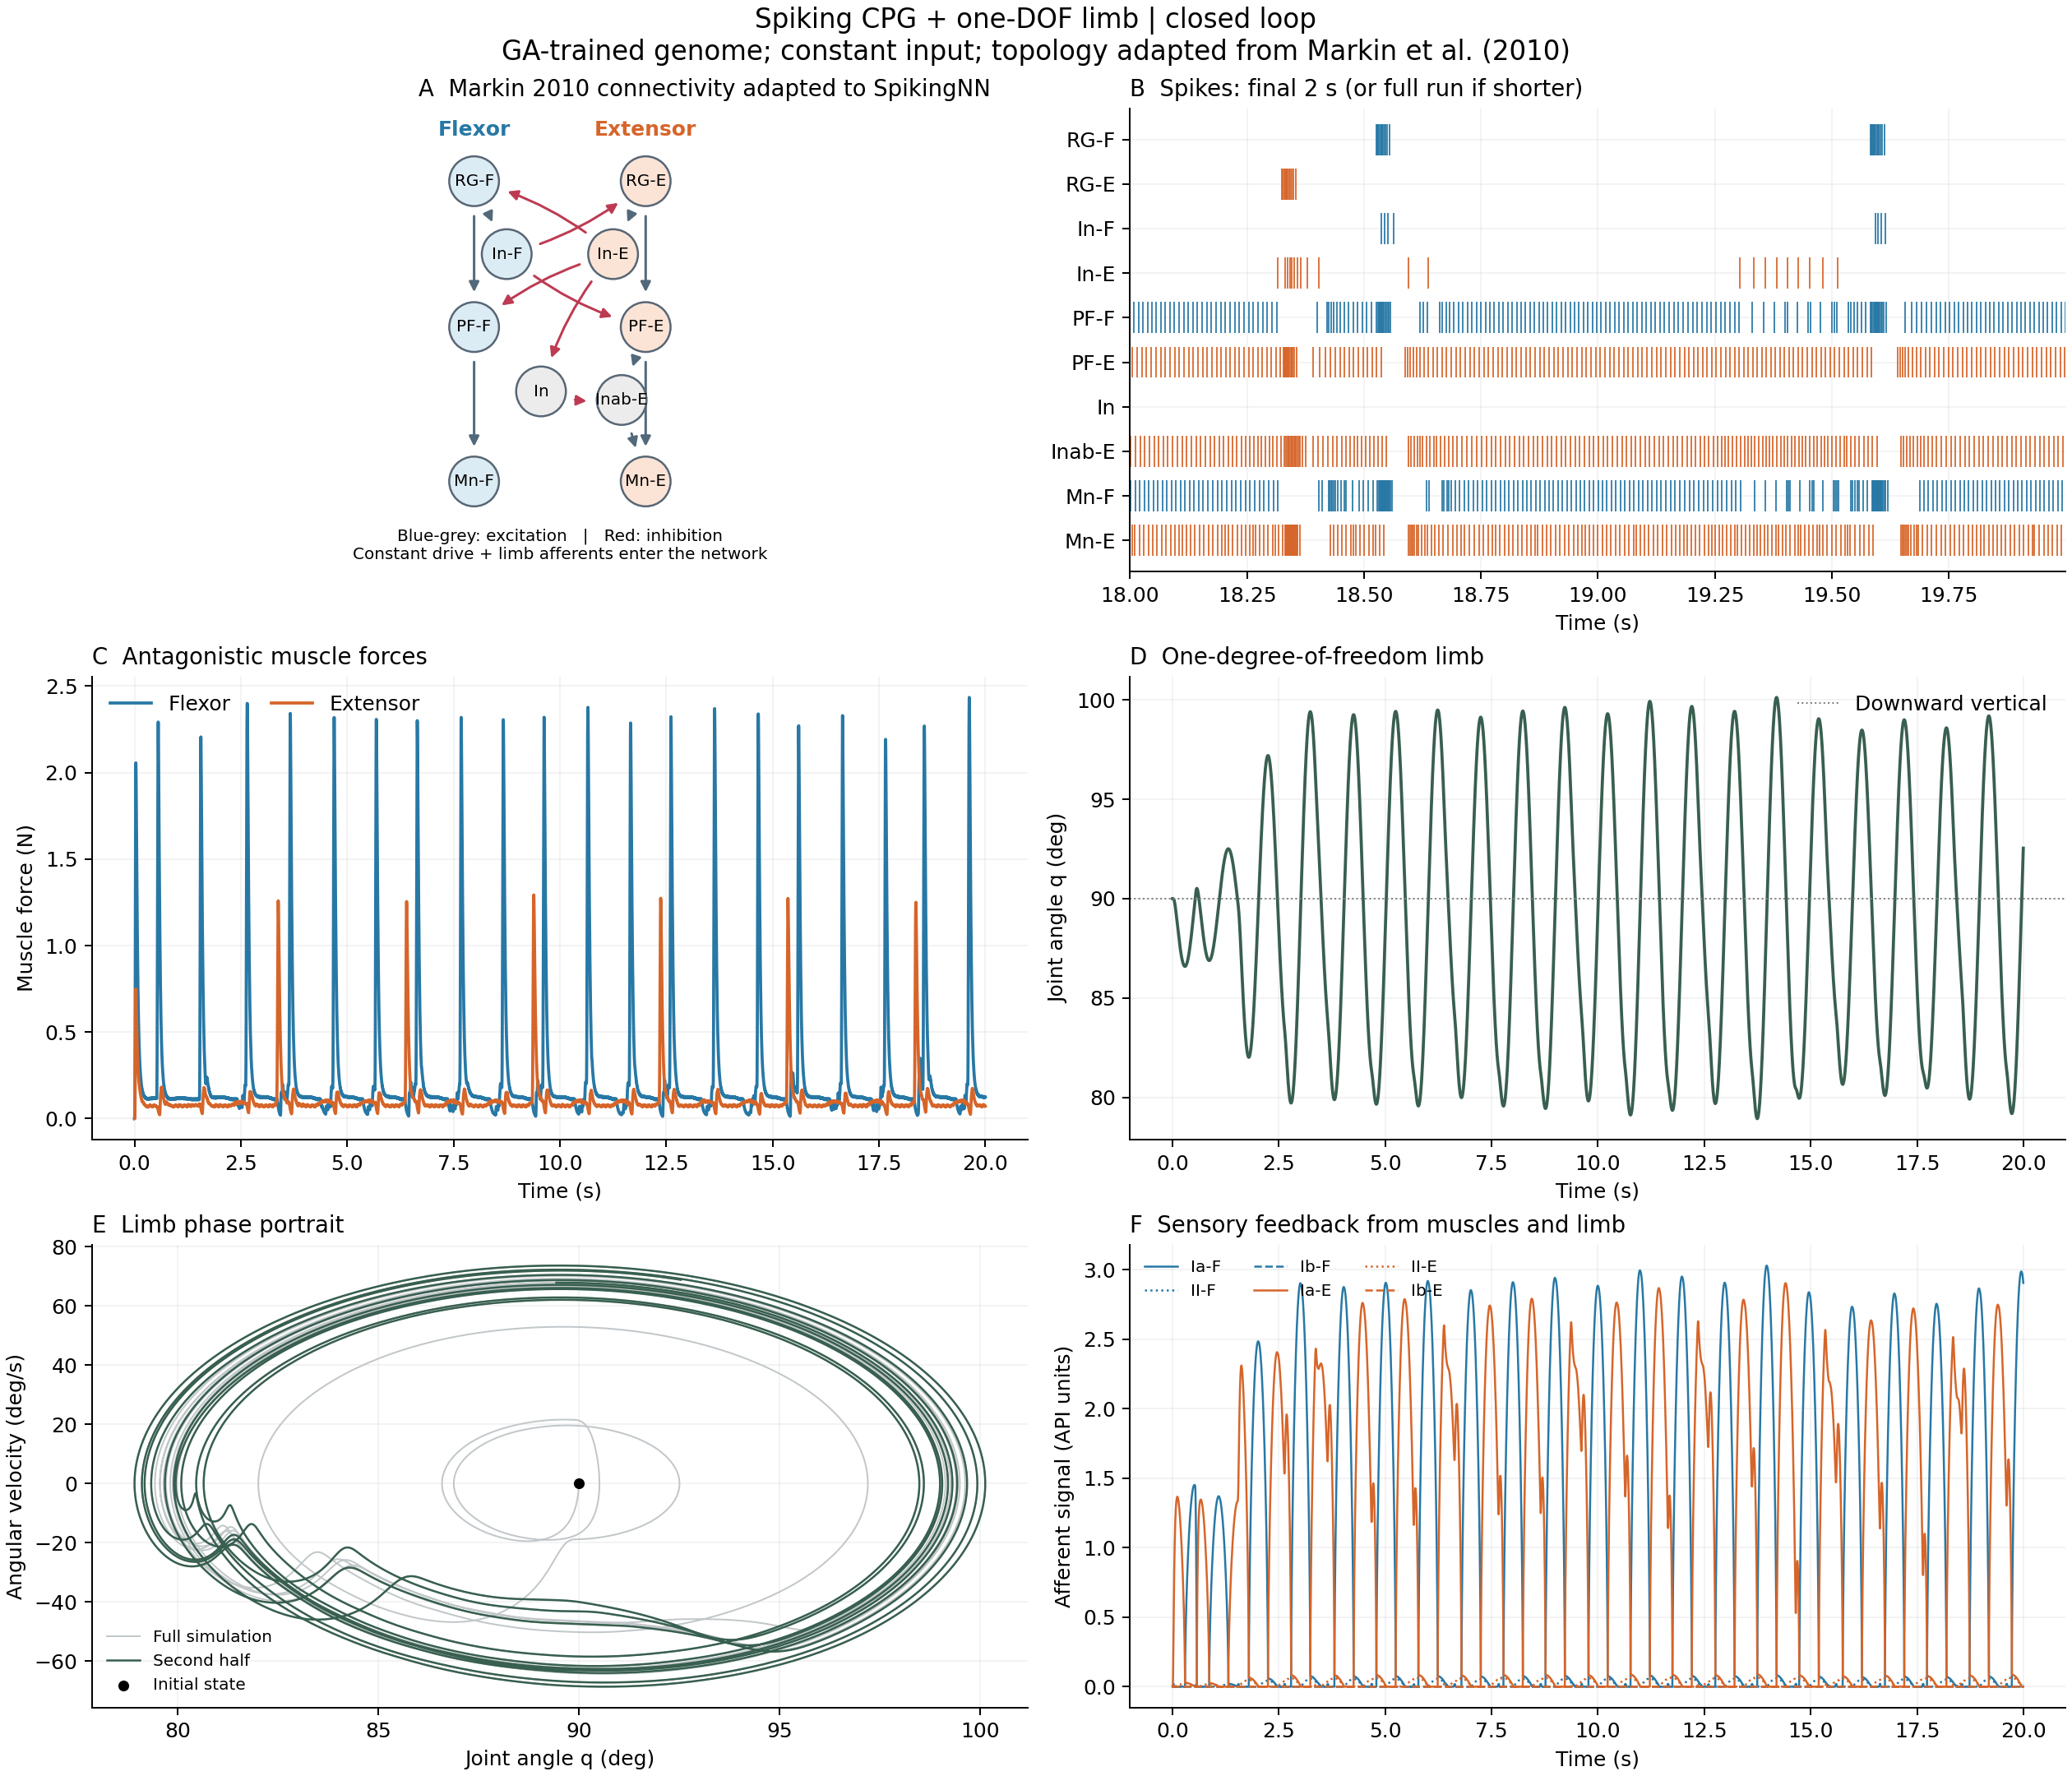 Spiking CPG + one-DOF limb | closed loop
GA-trained genome; constant input; topology adapted from Markin et al. (2010)
A  Markin 2010 connectivity adapted to SpikingNN
Flexor
Extensor
RG-F
RG-E
In-F
In-E
PF-F
PF-E
In
Inab-E
Mn-F
Mn-E
Blue-grey: excitation   |   Red: inhibition
Constant drive + limb afferents enter the network
B  Spikes: final 2 s (or full run if shorter)
RG-F
RG-E
In-F
In-E
PF-F
PF-E
In
Inab-E
Mn-F
Mn-E
18.00 18.25 18.50 18.75 19.00 19.25 19.50 19.75
Time (s)
C  Antagonistic muscle forces
Flexor
Extensor
Muscle force (N)
2.5
2.0
1.5
1.0
0.5
0.0
0.0 2.5 5.0 7.5 10.0 12.5 15.0 17.5 20.0
Time (s)
D  One-degree-of-freedom limb
Downward vertical
Joint angle q (deg)
100
95
90
85
80
0.0 2.5 5.0 7.5 10.0 12.5 15.0 17.5 20.0
Time (s)
E  Limb phase portrait
Angular velocity (deg/s)
80
60
40
20
0
−20
−40
−60
Full simulation
Second half
Initial state
80 85 90 95 100
Joint angle q (deg)
F  Sensory feedback from muscles and limb
Ia-F Ib-F II-E
II-F Ia-E Ib-E
Afferent signal (API units)
3.0
2.5
2.0
1.5
1.0
0.5
0.0
0.0 2.5 5.0 7.5 10.0 12.5 15.0 17.5 20.0
Time (s)